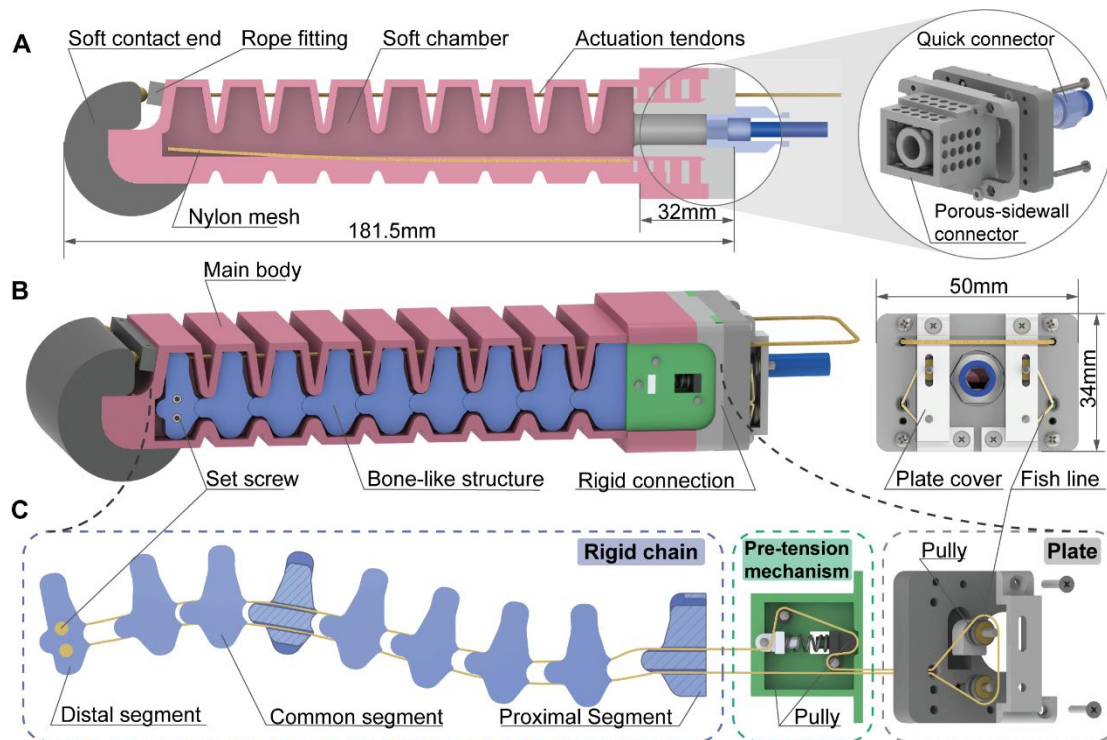 A
Soft contact end
Rope fitting
Soft chamber
Actuation tendons
Quick connector
Nylon mesh
32mm
181.5mm
Porous-sidewall
connector
B
Main body
50mm
34mm
Set screw
Bone-like structure
Rigid connection
Plate cover
Fish line
C
Rigid chain
Pre-tension
mechanism
Pully
Plate
Distal segment
Common segment
Proximal Segment
Pully